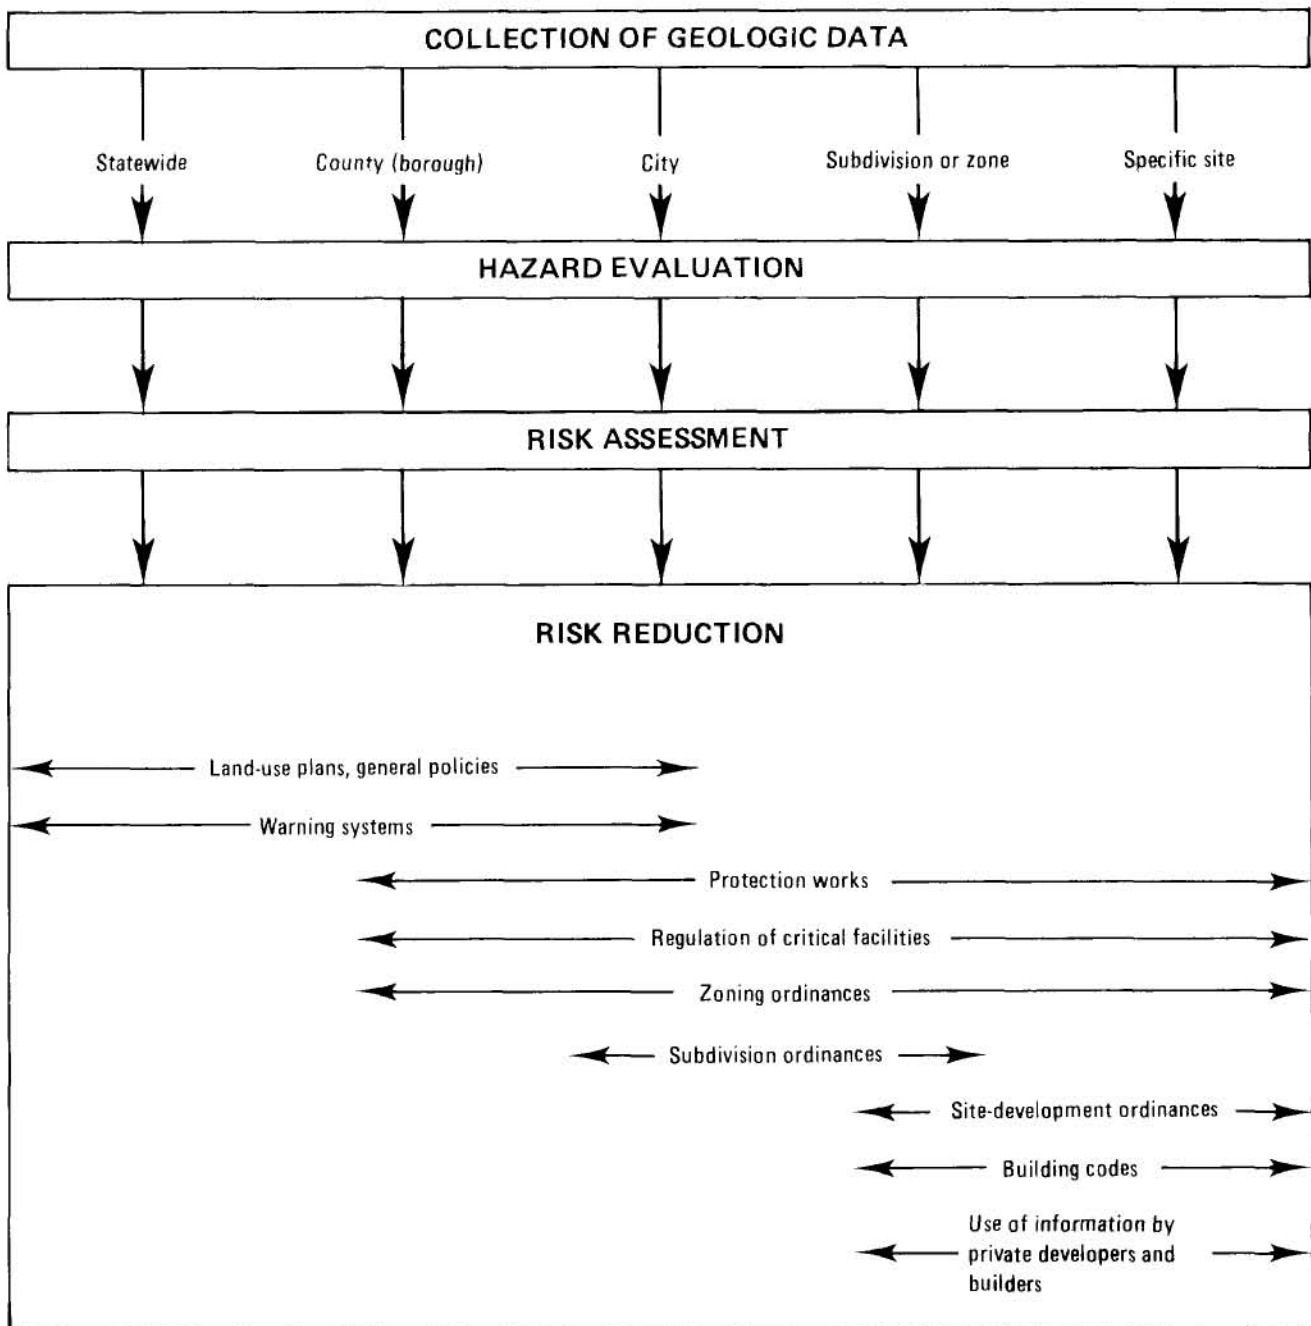 COLLECTION OF GEOLOGIC DATA
Statewide
County (borough)
City
Subdivision or zone
Specific site
HAZARD EVALUATION
RISK ASSESSMENT
RISK REDUCTION
Land-use plans, general policies
Warning systems
Protection works
Regulation of critical facilities
Zoning ordinances
Subdivision ordinances
Site-development ordinances
Building codes
Use of information by
private developers and
builders